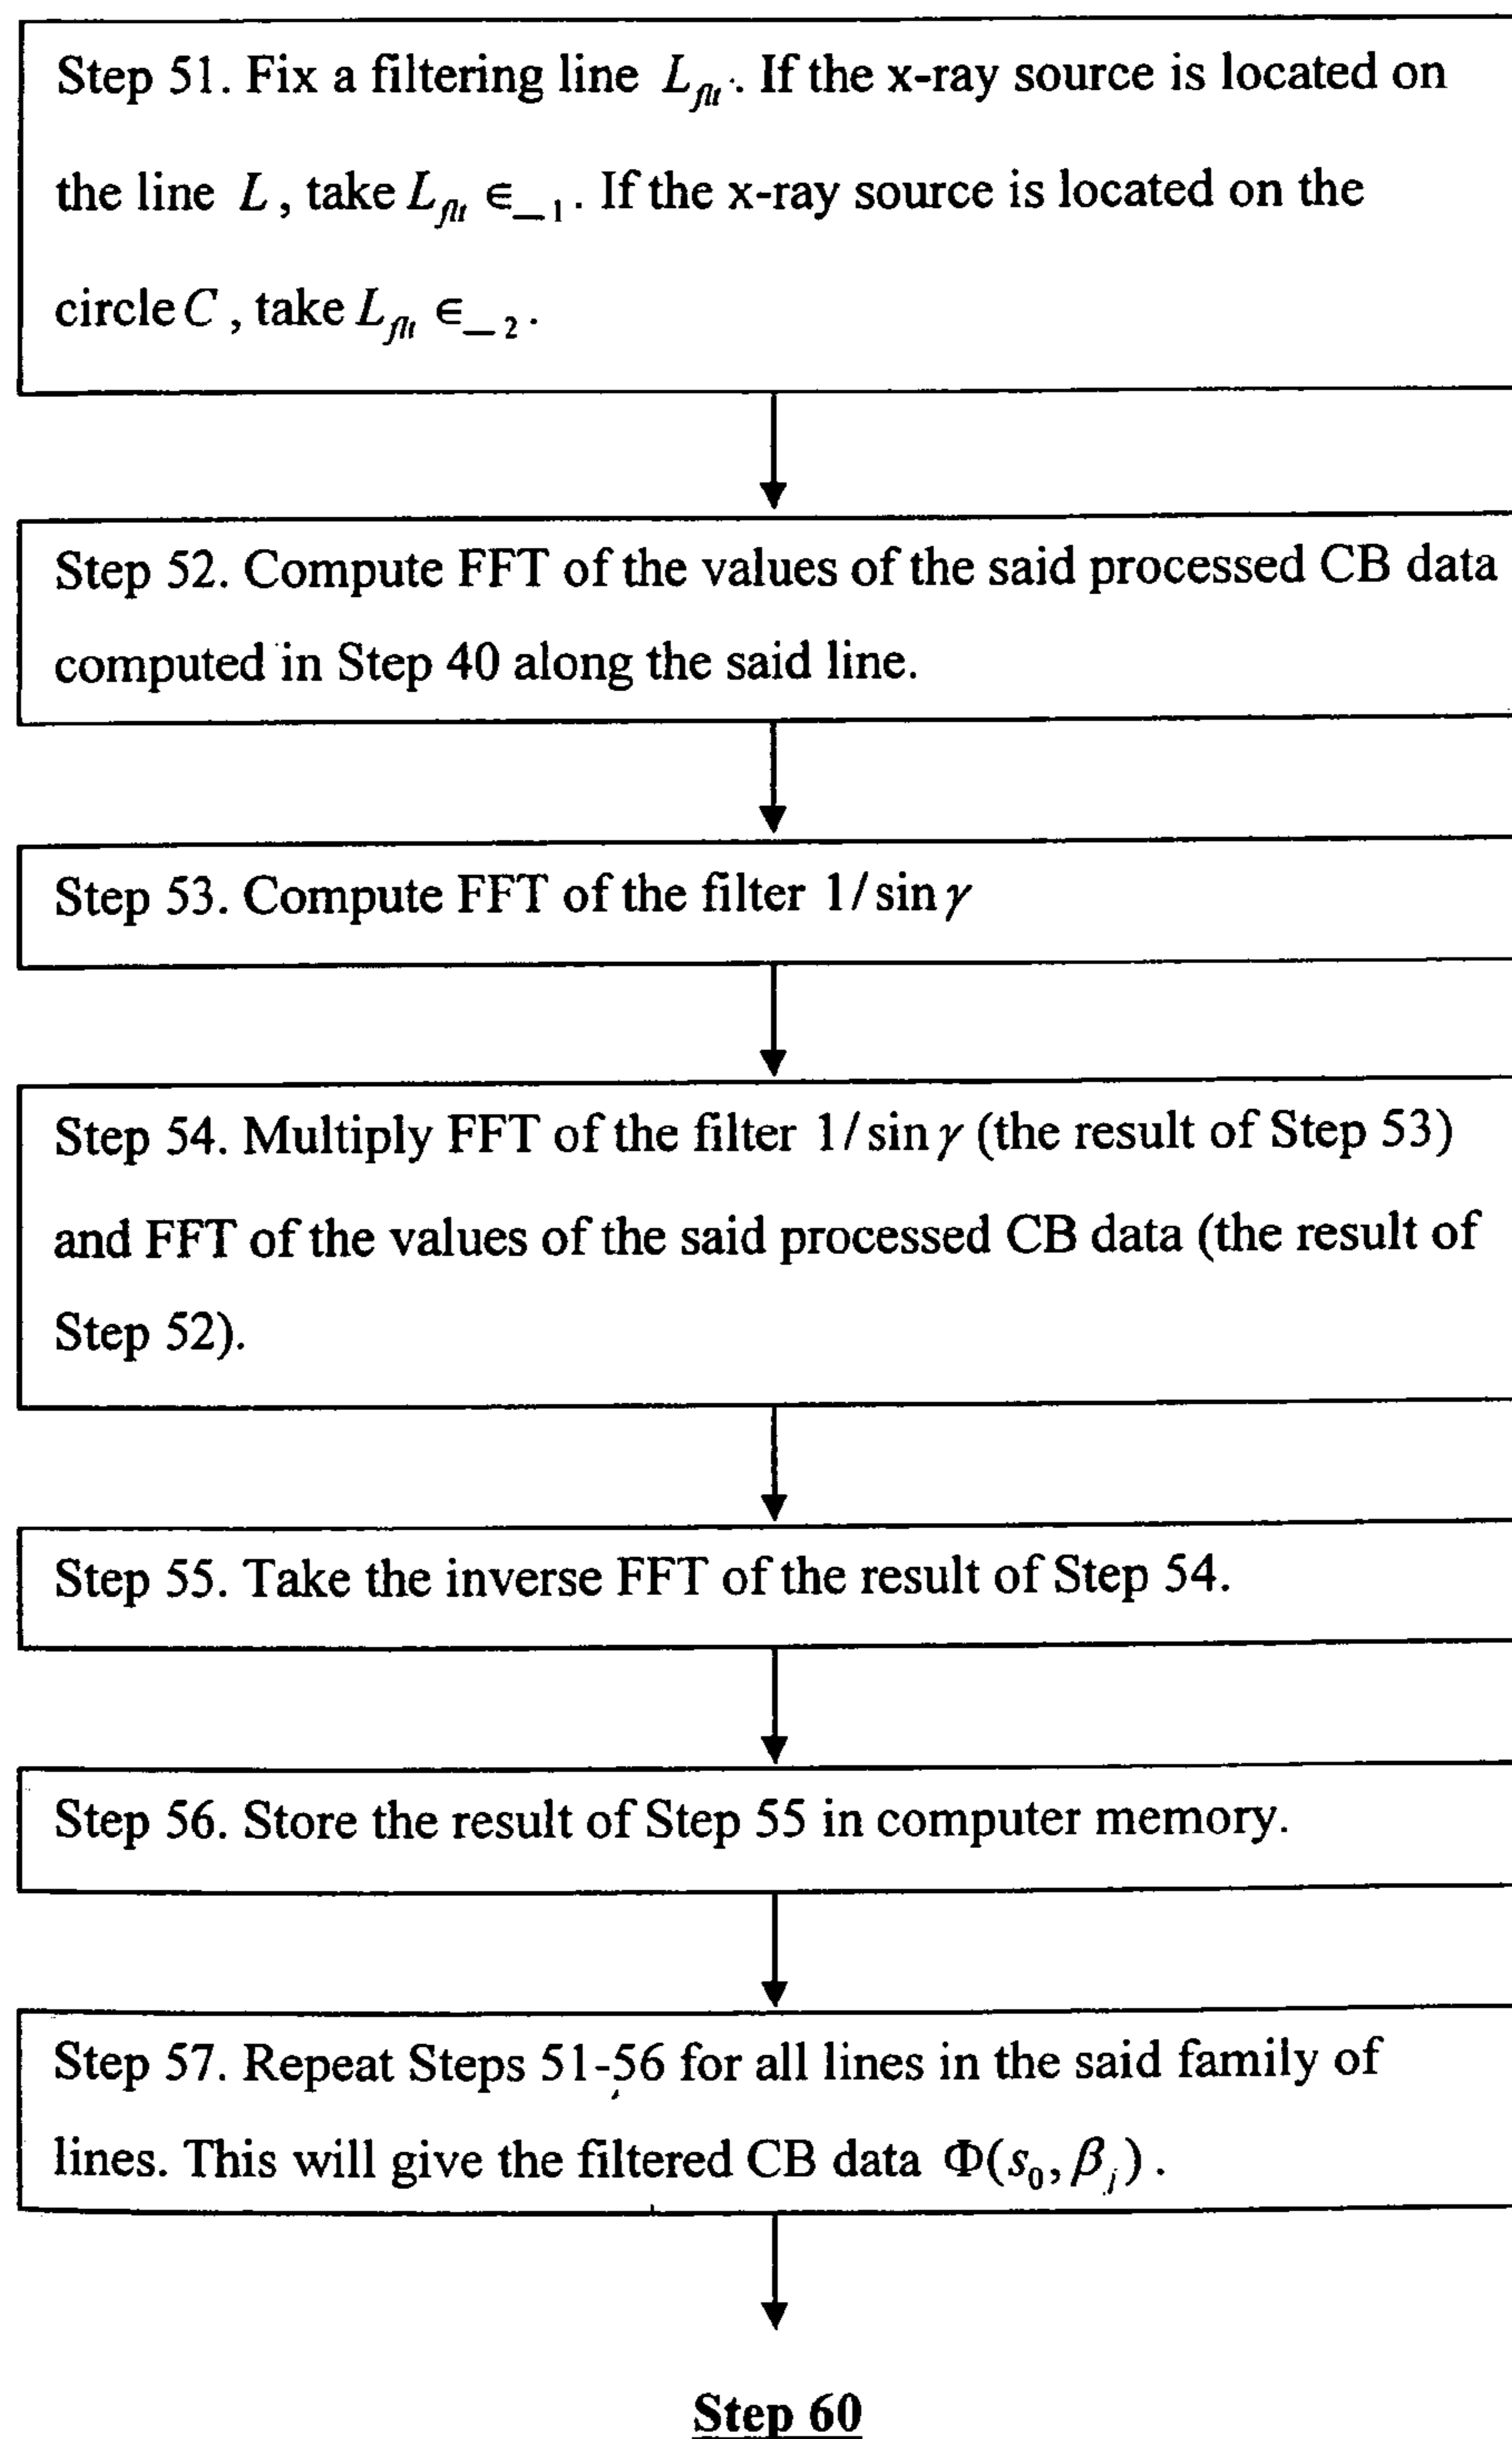 Step 51. Fix a filtering line L_flt. If the x-ray source is located on
the line L, take L_flt ∈_1. If the x-ray source is located on the
circle C, take L_flt ∈_2.
Step 52. Compute FFT of the values of the said processed CB data
computed in Step 40 along the said line.
Step 53. Compute FFT of the filter 1/sin γ
Step 54. Multiply FFT of the filter 1/sin γ (the result of Step 53)
and FFT of the values of the said processed CB data (the result of
Step 52).
Step 55. Take the inverse FFT of the result of Step 54.
Step 56. Store the result of Step 55 in computer memory.
Step 57. Repeat Steps 51-56 for all lines in the said family of
lines. This will give the filtered CB data Φ(s₀, β_j).
Step 60